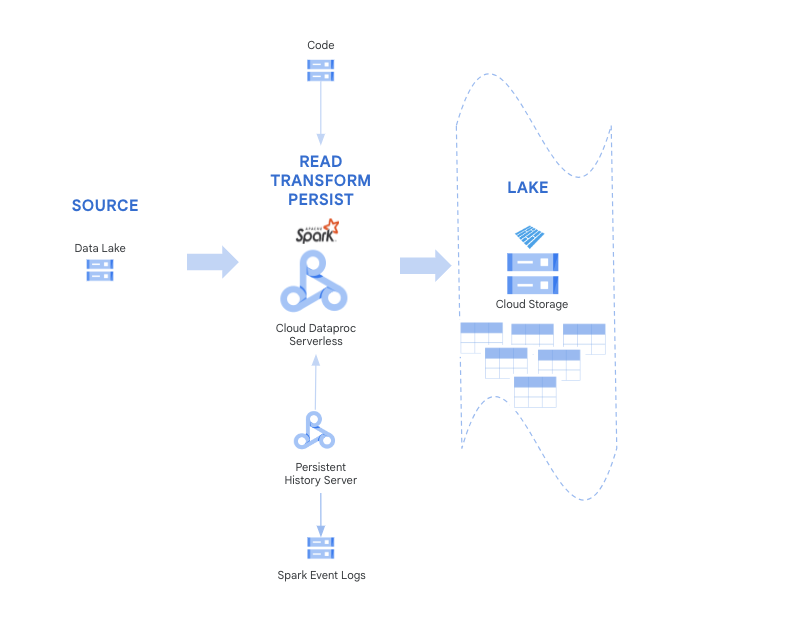 Code
READ
TRANSFORM
PERSIST
SOURCE
LAKE
APACHE
Spark
Data Lake
Cloud Storage
Cloud Dataproc
Serverless
Persistent
History Server
Spark Event Logs